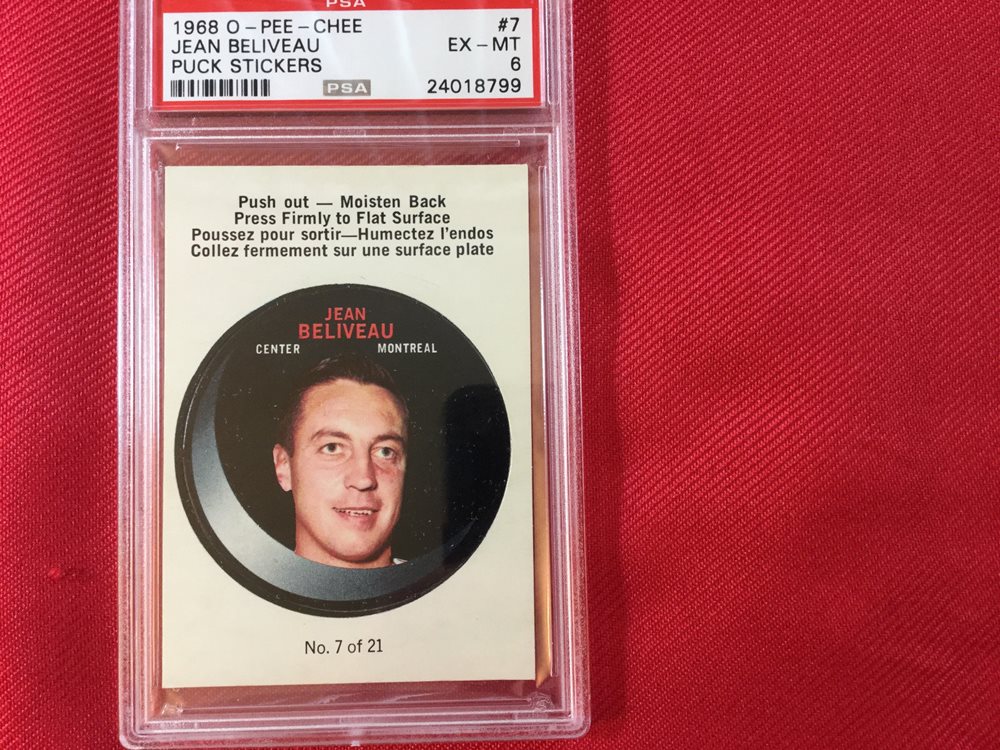 PSA
1968 O-PEE-CHEE #7
JEAN BELIVEAU EX-MT
PUCK STICKERS 6
PSA 24018799
Push out — Moisten Back
Press Firmly to Flat Surface
Poussez pour sortir—Humectez l'endos
Collez fermement sur une surface plate
JEAN
BELIVEAU
CENTER MONTREAL
No. 7 of 21